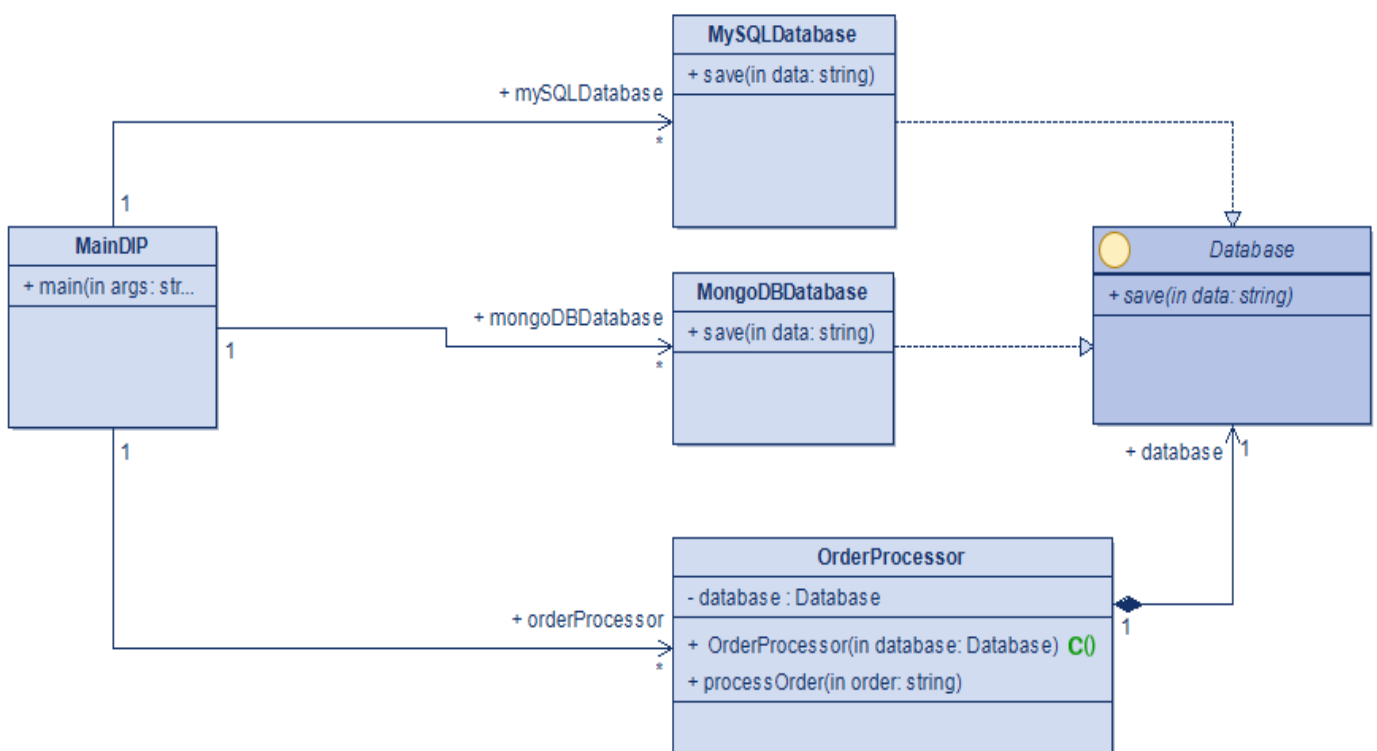 MySQLDatabase
+ save(in data: string)
+ mySQLDatabase
*
1
MainDIP
+ main(in args: str...
1
1
+ mongoDBDatabase
*
MongoDBDatabase
+ save(in data: string)
Database
+ save(in data: string)
+ database
1
+ orderProcessor
*
OrderProcessor
- database : Database
+ OrderProcessor(in database: Database) C()
+ processOrder(in order: string)
1